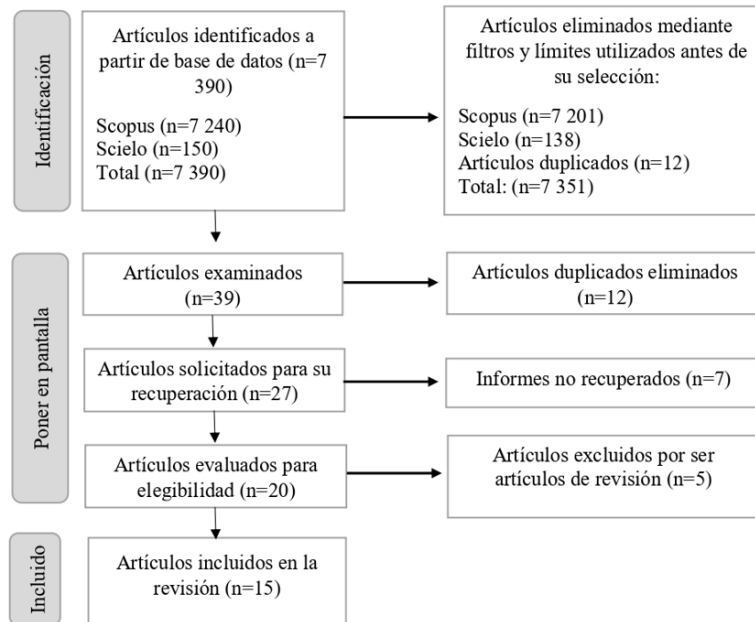 Identificación
Artículos identificados a
partir de base de datos (n=7
390)
Scopus (n=7 240)
Scielo (n=150)
Total (n=7 390)
Artículos eliminados mediante
filtros y límites utilizados antes de
su selección:
Scopus (n=7 201)
Scielo (n=138)
Artículos duplicados (n=12)
Total: (n=7 351)
Poner en pantalla
Artículos examinados
(n=39)
Artículos duplicados eliminados
(n=12)
Artículos solicitados para su
recuperación (n=27)
Informes no recuperados (n=7)
Artículos evaluados para
elegibilidad (n=20)
Artículos excluidos por ser
artículos de revisión (n=5)
Incluido
Artículos incluidos en la
revisión (n=15)